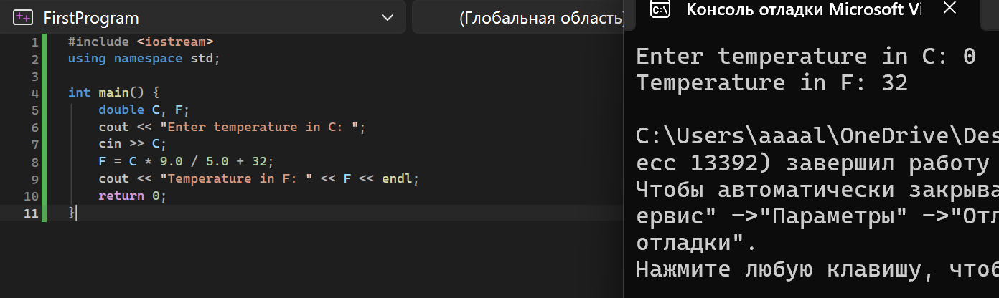 FirstProgram
(Глобальная область)
1 #include <iostream>
2 using namespace std;
3
4 int main() {
5 double C, F;
6 cout << "Enter temperature in C: ";
7 cin >> C;
8 F = C * 9.0 / 5.0 + 32;
9 cout << "Temperature in F: " << F << endl;
10 return 0;
11 }
Консоль отладки Microsoft Vi
Enter temperature in C: 0
Temperature in F: 32
C:\Users\aaaal\OneDrive\Des
есс 13392) завершил работу
Чтобы автоматически закрыва
ервис" ->"Параметры" ->"Отл
отладки".
Нажмите любую клавишу, чтоб